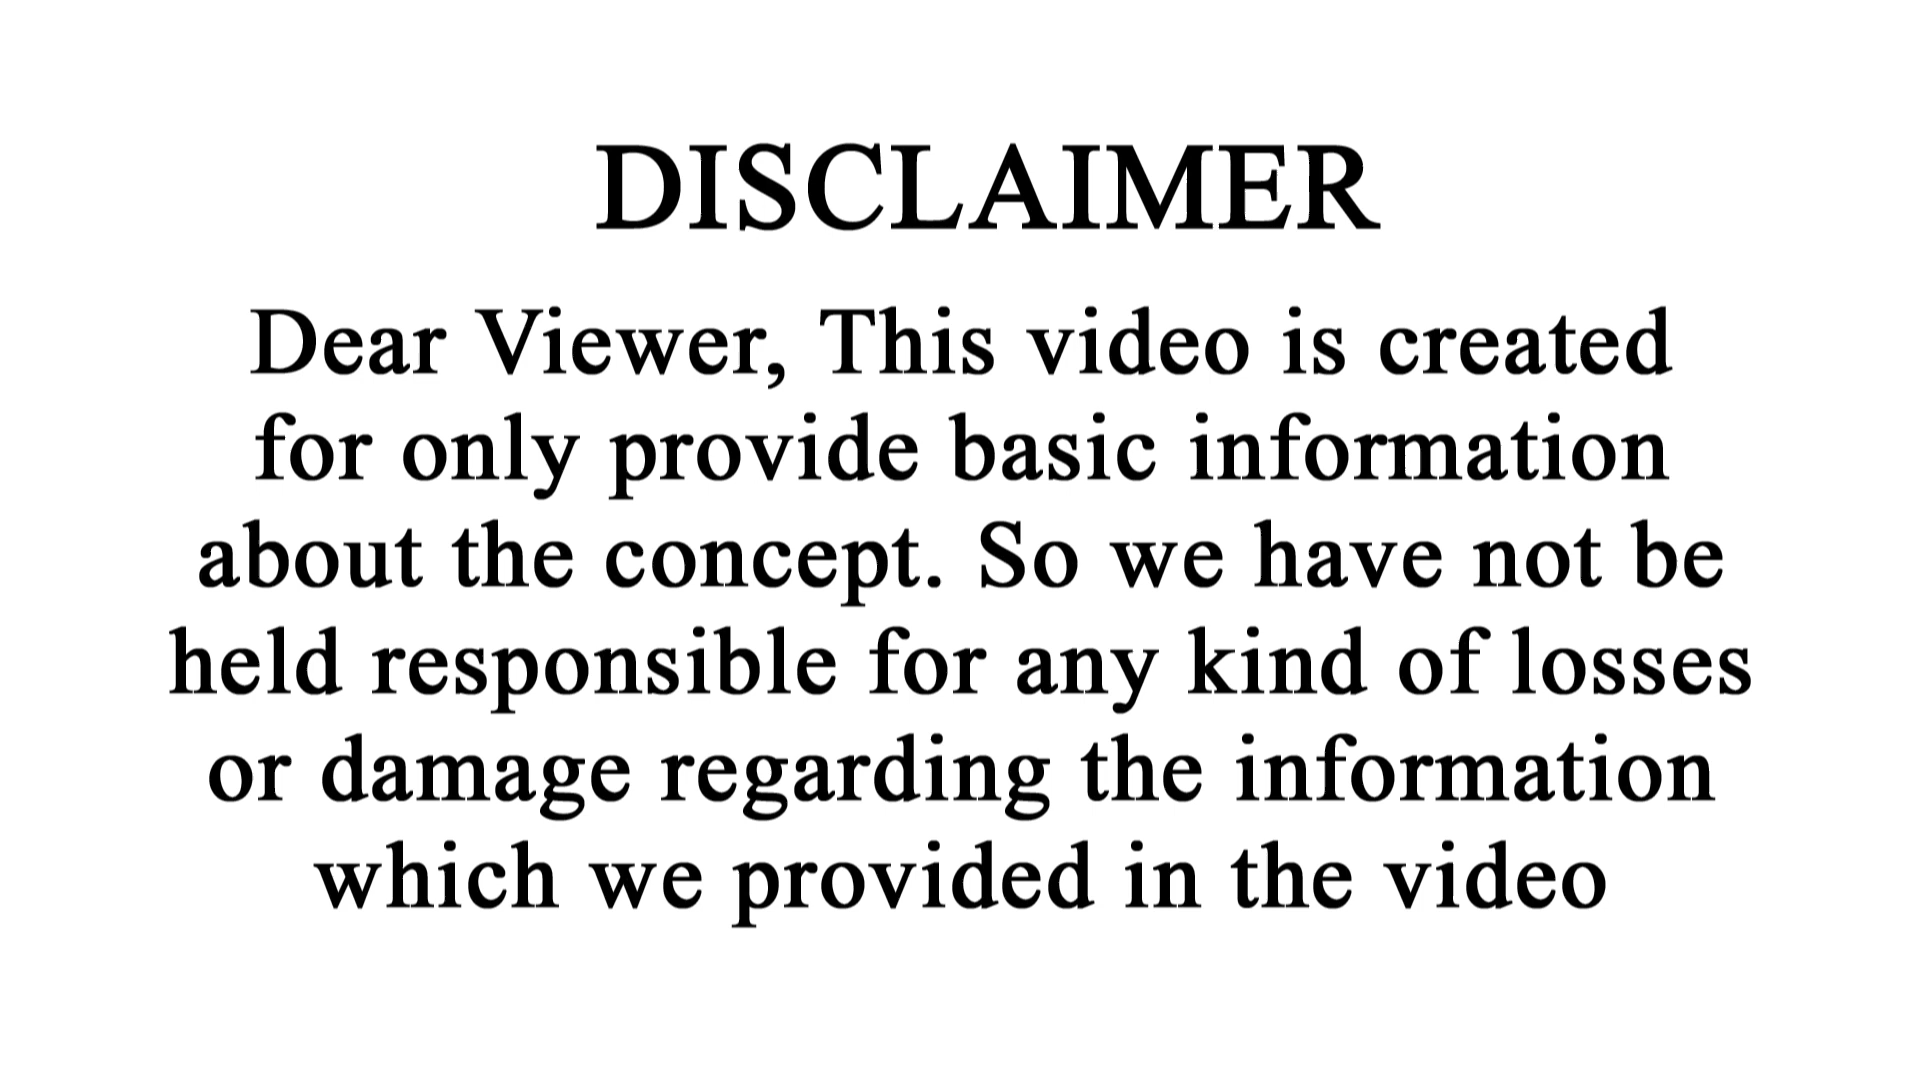 DISCLAIMER
Dear Viewer, This video is created
for only provide basic information
about the concept. So we have not be
held responsible for any kind of losses
or damage regarding the information
which we provided in the video